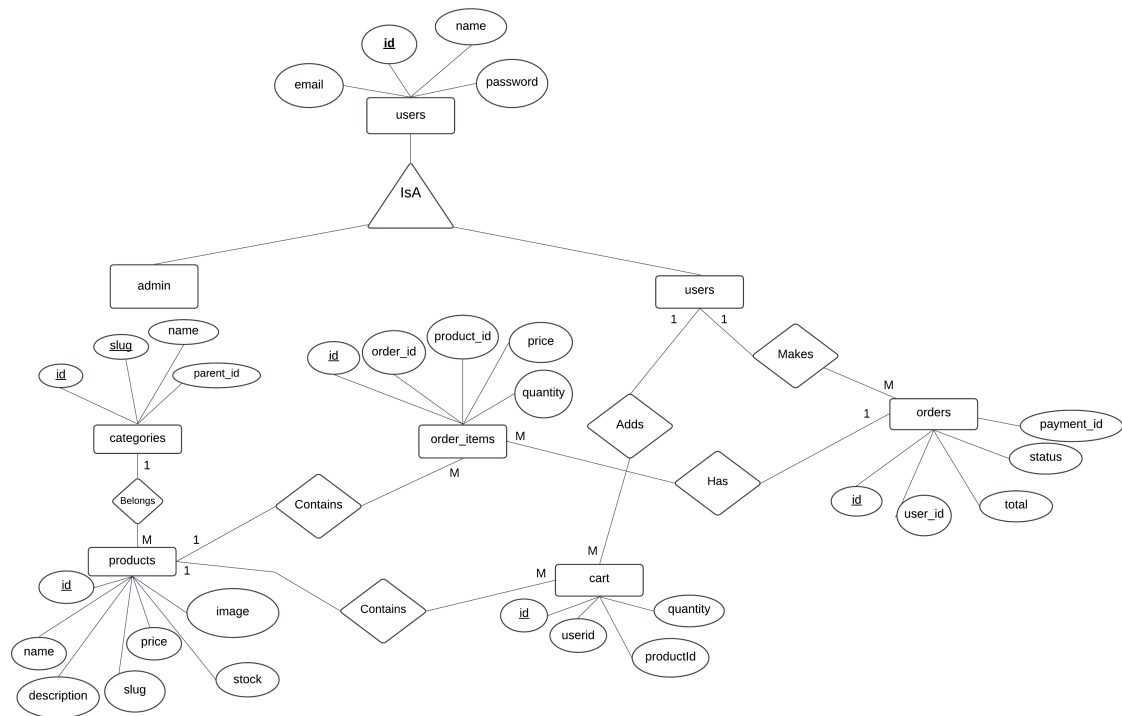 name
id
email
password
users
IsA
admin
users
1
1
Makes
M
name
slug
id
parent_id
categories
1
Belongs
M
id
order_id
product_id
price
quantity
order_items
M
M
Adds
Has
1
orders
payment_id
status
total
user_id
id
Contains
1
1
products
id
name
description
slug
price
image
stock
Contains
M
M
cart
id
userid
productId
quantity